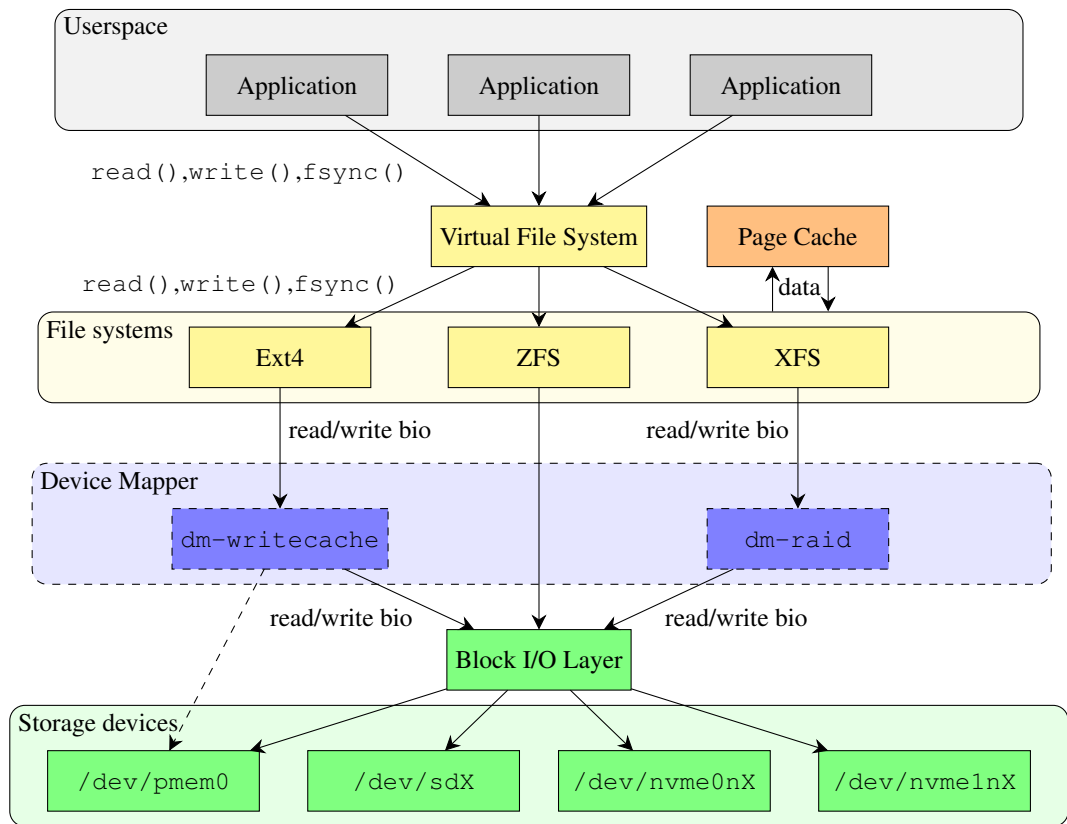 Userspace
Application
Application
Application
read(),write(),fsync()
Virtual File System
Page Cache
read(),write(),fsync()
data
File systems
Ext4
ZFS
XFS
read/write bio
read/write bio
Device Mapper
dm-writecache
dm-raid
read/write bio
read/write bio
Block I/O Layer
Storage devices
/dev/pmem0
/dev/sdX
/dev/nvme0nX
/dev/nvme1nX